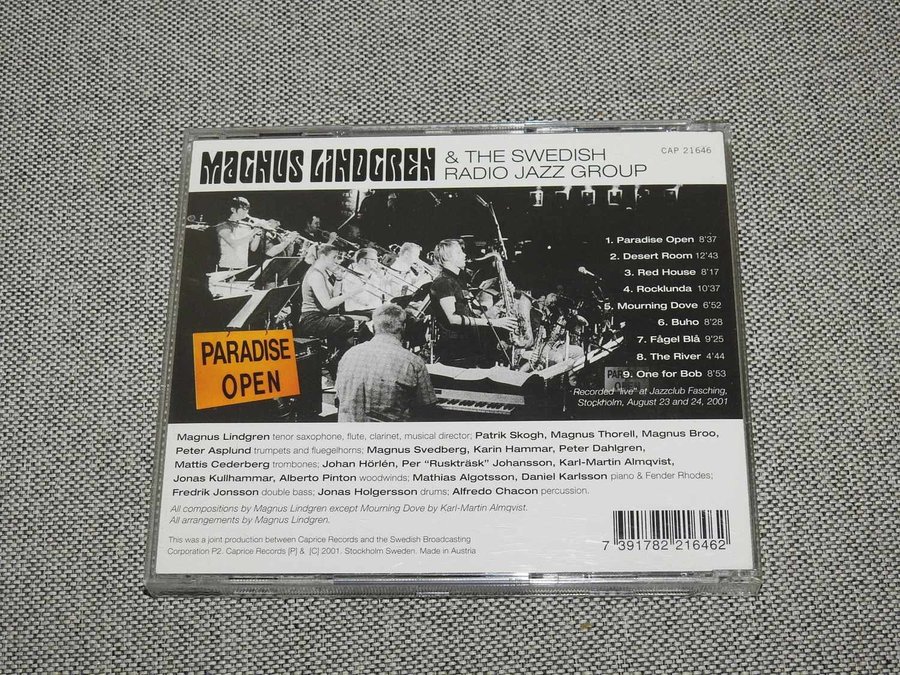 MAGNUS LINDGREN & THE SWEDISH
RADIO JAZZ GROUP
CAP 21646
1. Paradise Open 8'37
2. Desert Room 12'43
3. Red House 8'17
4. Rocklunda 10'37
5. Mourning Dove 6'52
6. Buho 8'28
7. Fågel Blå 9'25
8. The River 4'44
9. One for Bob 8'53
Recorded "live" at Jazzclub Fasching,
Stockholm, August 23 and 24, 2001
PARADISE
OPEN
Magnus Lindgren tenor saxophone, flute, clarinet, musical director; Patrik Skogh, Magnus Thorell, Magnus Broo,
Peter Asplund trumpets and fluegelhorns; Magnus Svedberg, Karin Hammar, Peter Dahlgren,
Mattis Cederberg trombones; Johan Hörlén, Per "Ruskträsk" Johansson, Karl-Martin Almqvist,
Jonas Kullhammar, Alberto Pinton woodwinds; Mathias Algotsson, Daniel Karlsson piano & Fender Rhodes;
Fredrik Jonsson double bass; Jonas Holgersson drums; Alfredo Chacon percussion.
All compositions by Magnus Lindgren except Mourning Dove by Karl-Martin Almqvist.
All arrangements by Magnus Lindgren.
This was a joint production between Caprice Records and the Swedish Broadcasting
Corporation P2. Caprice Records [P] & [C] 2001. Stockholm Sweden. Made in Austria
7 391782 216462